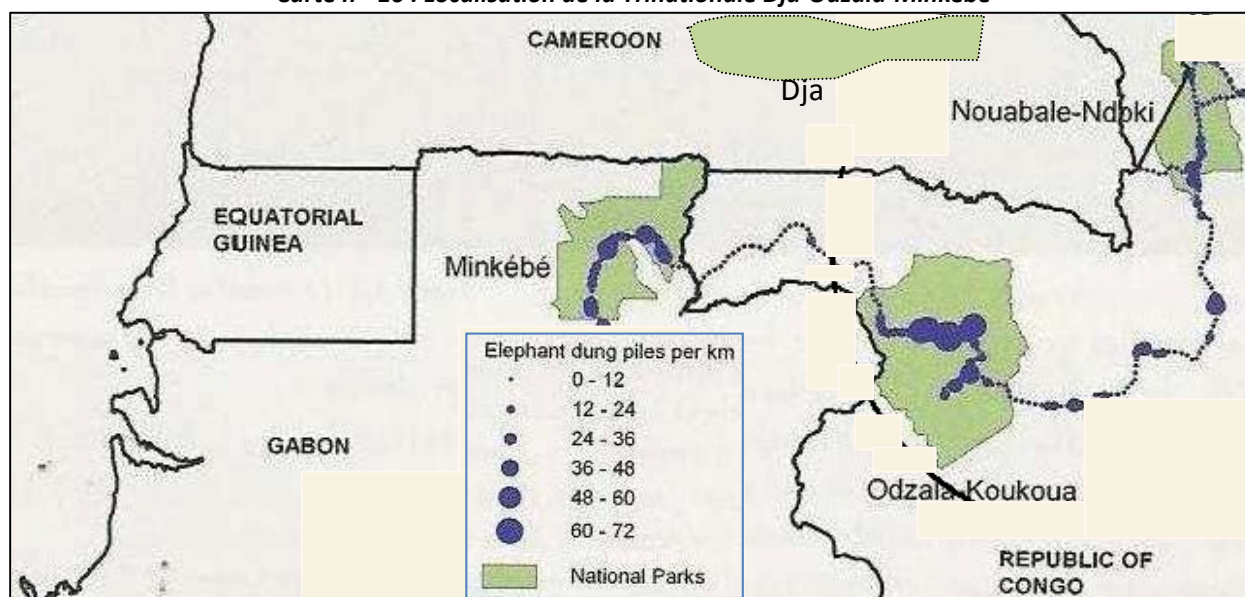 Carte n° : Localisation de la Trinationale Dja-Odzala-Minkébé
CAMEROON
Dja
Nouabale-Ndoki
EQUATORIAL
GUINEA
Minkébé
Elephant dung piles per km
0 - 12
12 - 24
24 - 36
36 - 48
48 - 60
60 - 72
National Parks
GABON
Odzala-Koukoua
REPUBLIC OF
CONGO